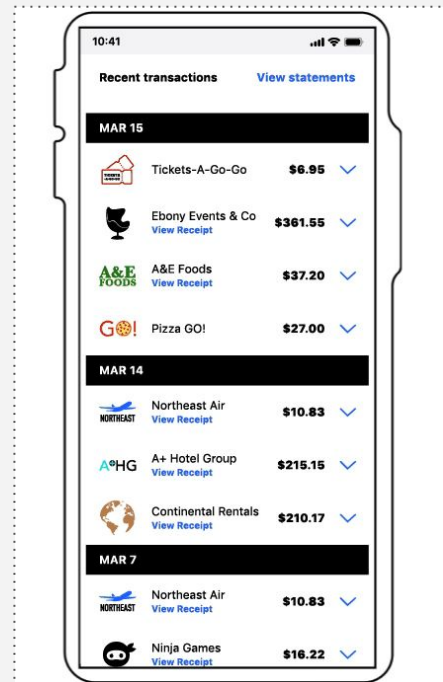 10:41
Recent transactions View statements
MAR 15
TICKETS
A-GO-GO
Tickets-A-Go-Go $6.95
Ebony Events & Co $361.55
View Receipt
A&E
FOODS
A&E Foods $37.20
View Receipt
GO!
Pizza GO! $27.00
MAR 14
NORTHEAST
Northeast Air $10.83
View Receipt
A+HG
A+ Hotel Group $215.15
View Receipt
Continental Rentals $210.17
View Receipt
MAR 7
NORTHEAST
Northeast Air $10.83
View Receipt
Ninja Games $16.22
View Receipt